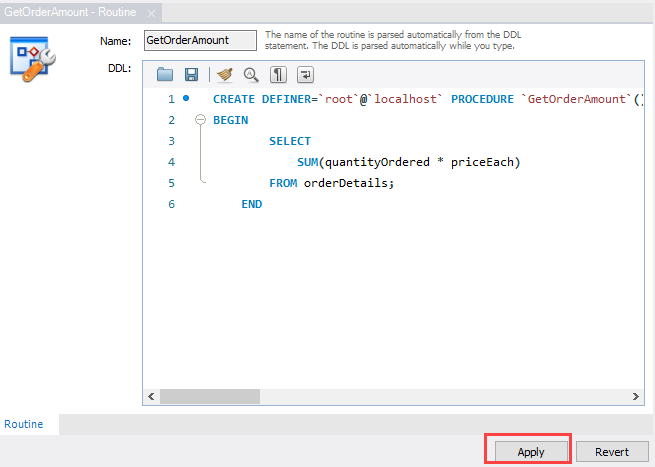 GetOrderAmount - Routine
Name: GetOrderAmount The name of the routine is parsed automatically from the DDL
statement. The DDL is parsed automatically while you type.
DDL:
1 CREATE DEFINER=`root`@`localhost` PROCEDURE `GetOrderAmount`()
2 BEGIN
3 SELECT
4 SUM(quantityOrdered * priceEach)
5 FROM orderDetails;
6 END
Routine
Apply Revert